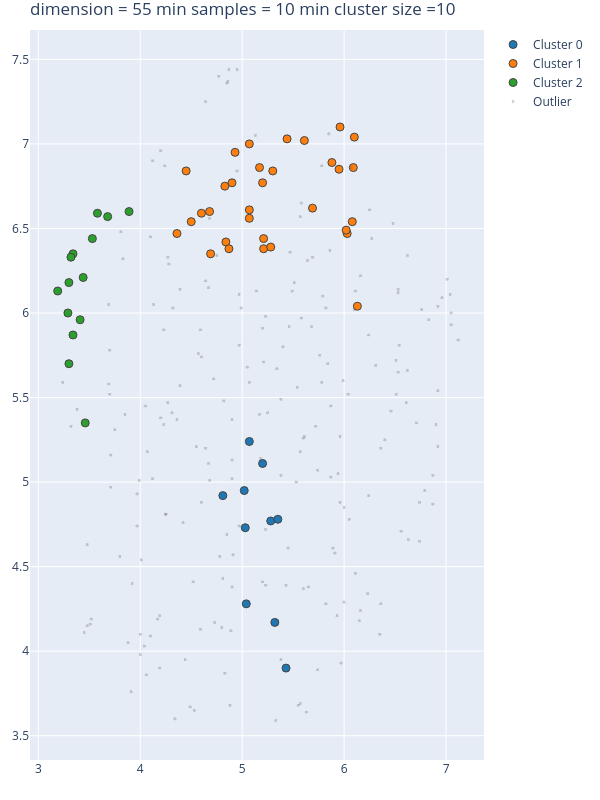 dimension = 55 min samples = 10 min cluster size =10
Cluster 0
Cluster 1
Cluster 2
Outlier
7.5
7
6.5
6
5.5
5
4.5
4
3.5
3 4 5 6 7